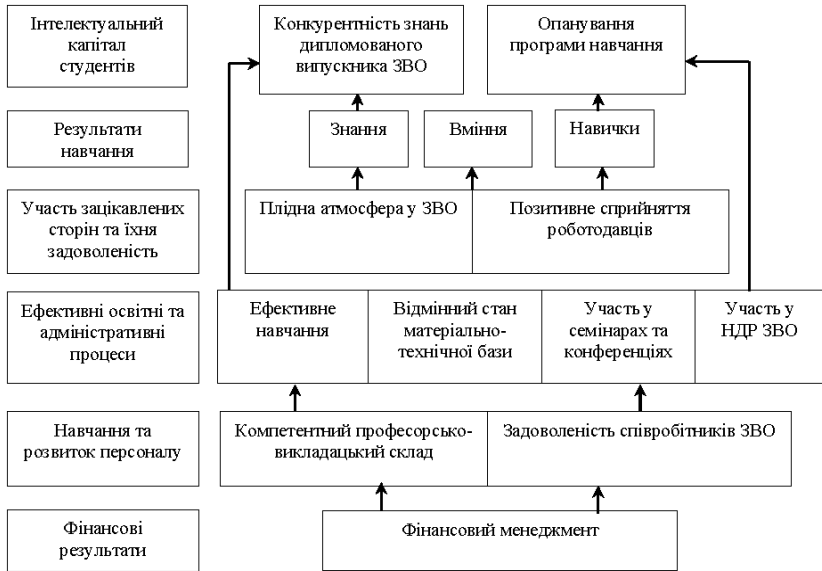 Інтелектуальний
капітал
студентів
Конкурентність знань
дипломованого
випускника ЗВО
Опанування
програми навчання
Результати
навчання
Знання
Вміння
Навички
Участь зацікавлених
сторін та їхня
задоволеність
Плідна атмосфера у ЗВО
Позитивне сприйняття
роботодавців
Ефективні освітні та
адміністративні
процеси
Ефективне
навчання
Відмінний стан
матеріально-
технічної бази
Участь у
семінарах та
конференціях
Участь у
НДР ЗВО
Навчання та
розвиток персоналу
Компетентний професорсько-
викладацький склад
Задоволеність співробітників ЗВО
Фінансові
результати
Фінансовий менеджмент